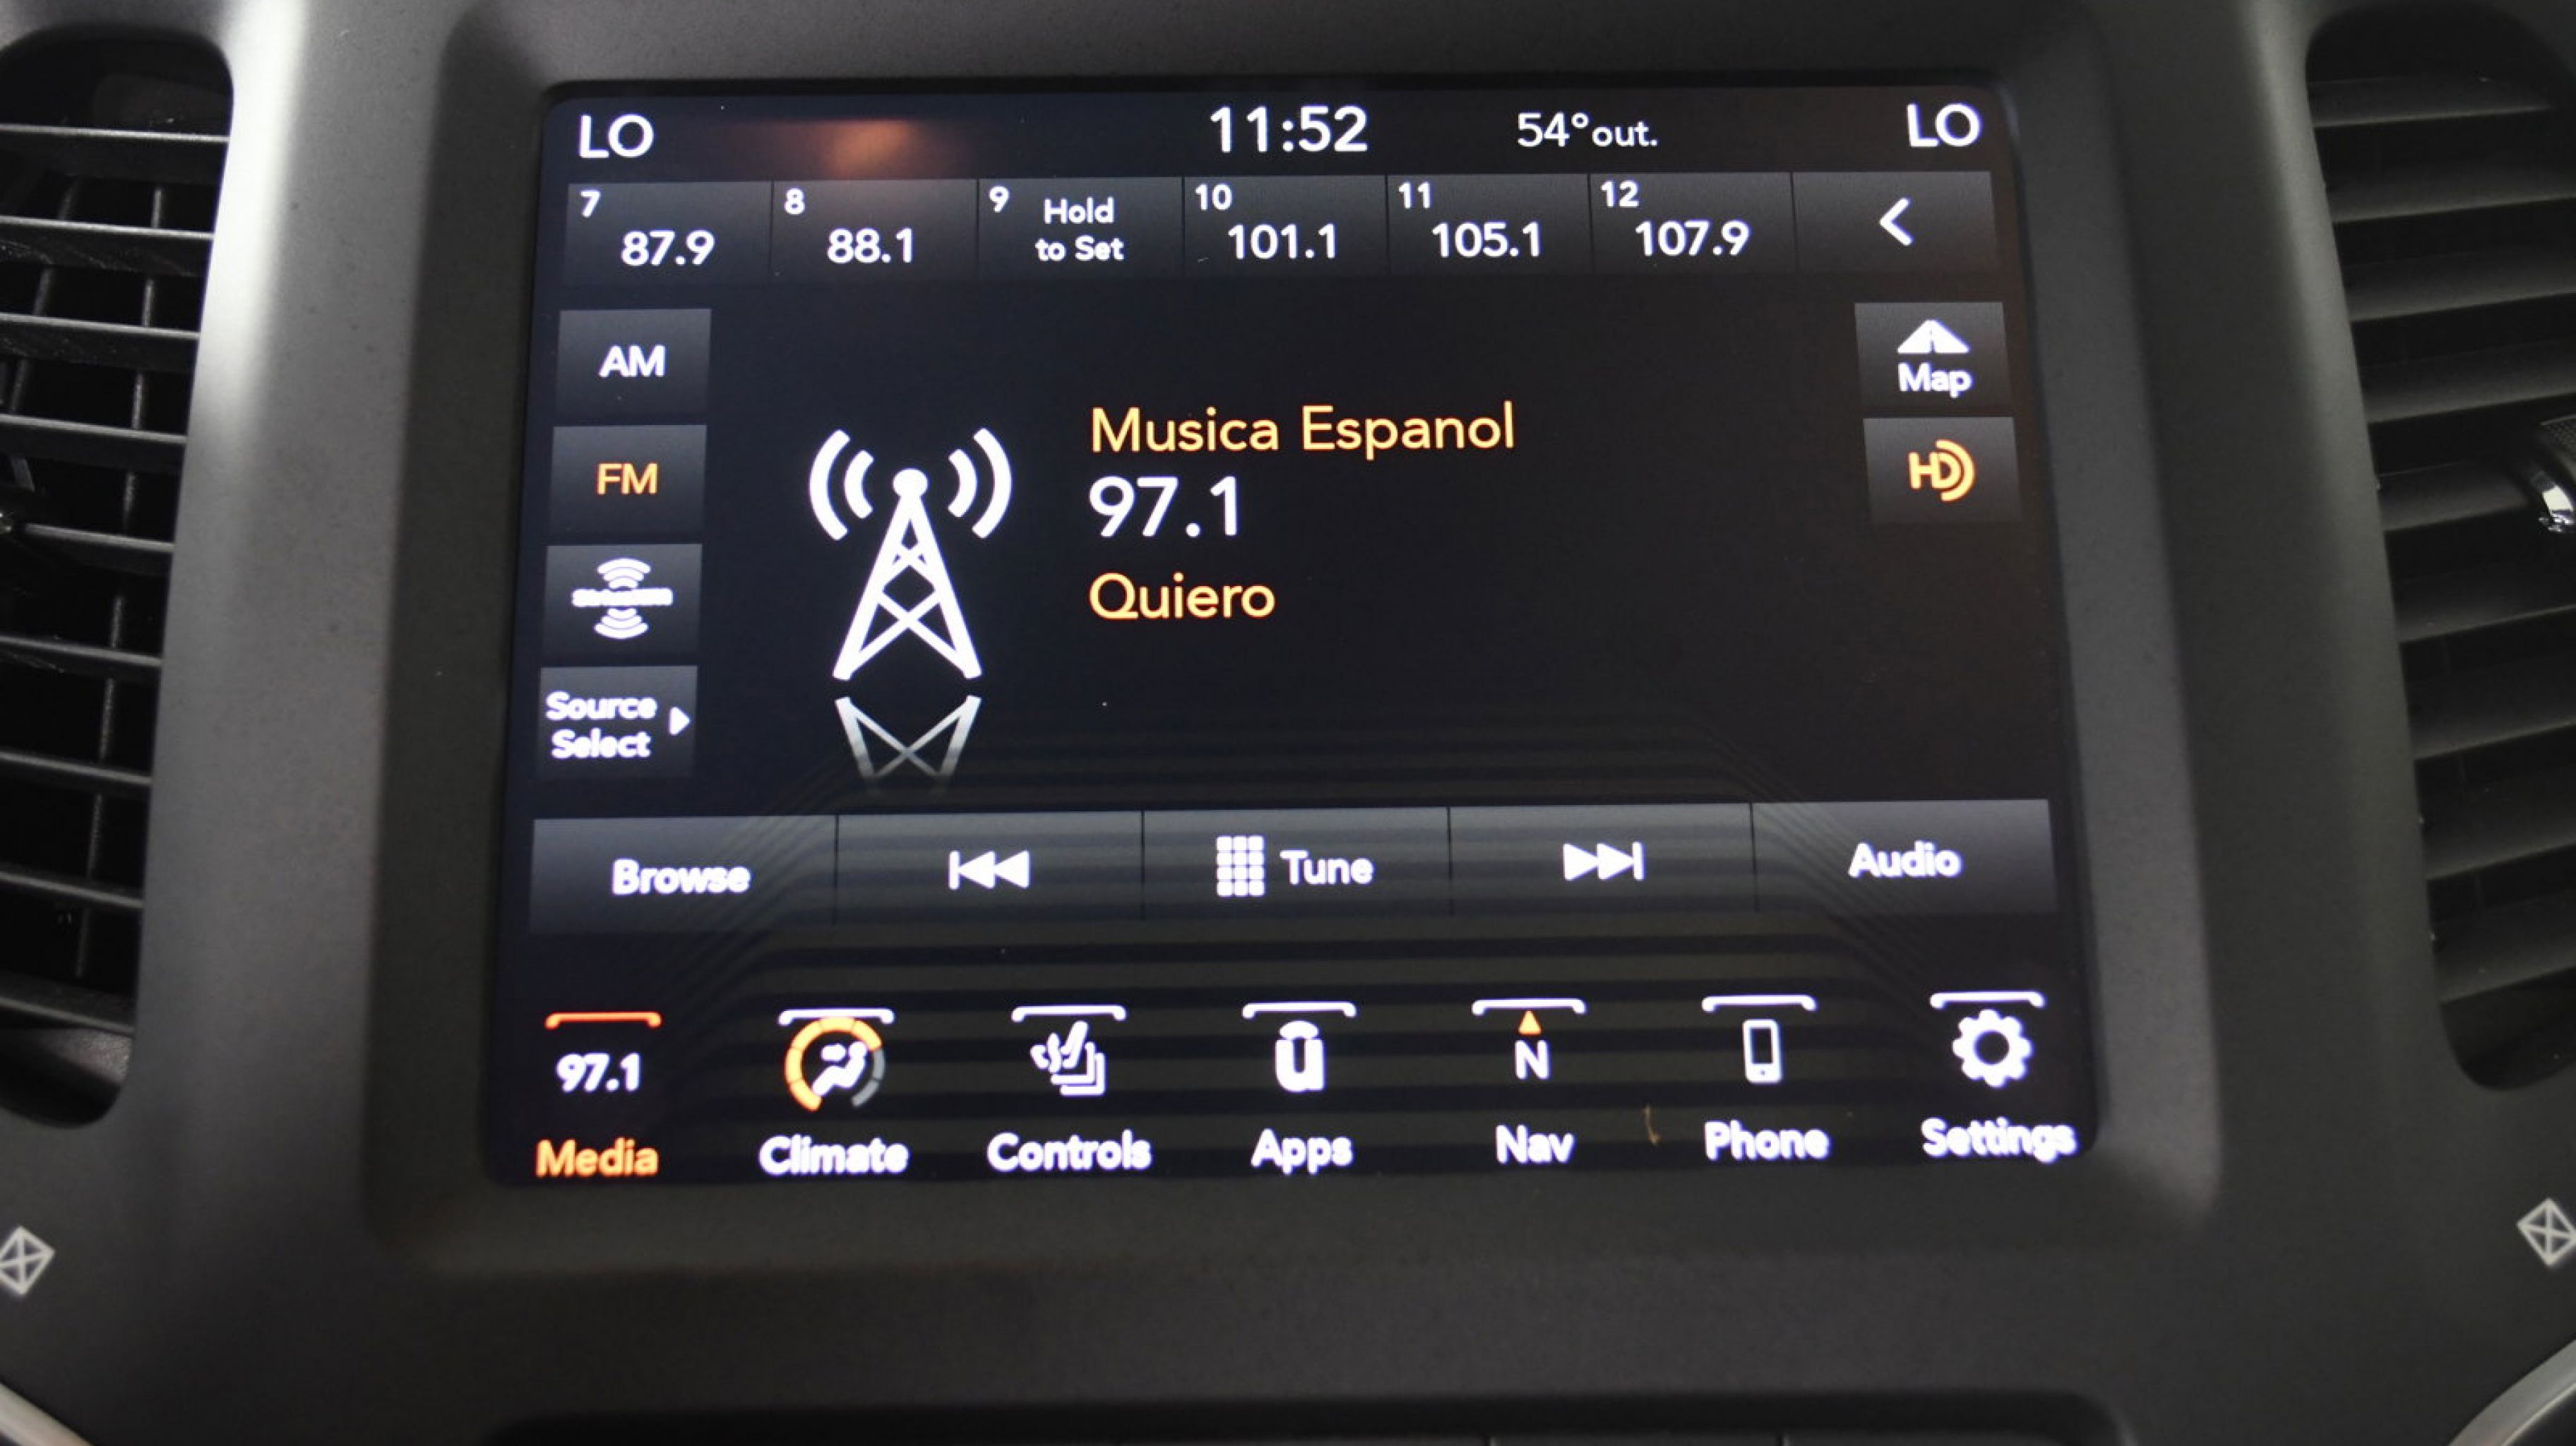 LO 11:52 54°out. LO
7 87.9 8 88.1 9 Hold to Set 10 101.1 11 105.1 12 107.9
AM
FM
Source
Select
Musica Espanol
97.1
Quiero
Map
HD
Browse Tune Audio
97.1 N
Media Climate Controls Apps Nav Phone Settings